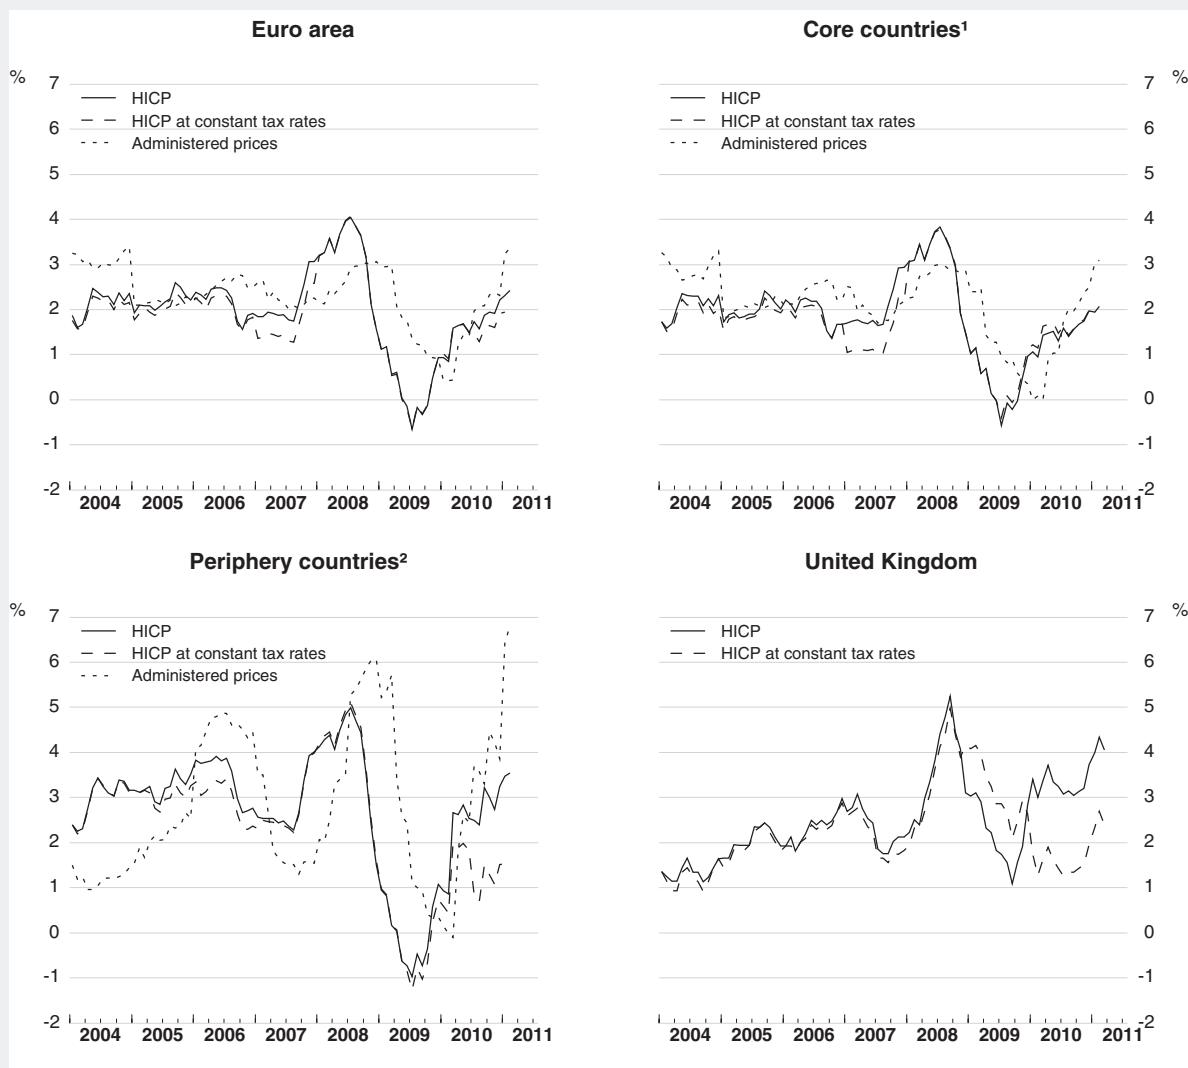 Euro area
%
7
6
5
4
3
2
1
0
-1
-2
HICP
HICP at constant tax rates
Administered prices
2004 2005 2006 2007 2008 2009 2010 2011
Core countries¹
%
7
6
5
4
3
2
1
0
-1
-2
HICP
HICP at constant tax rates
Administered prices
2004 2005 2006 2007 2008 2009 2010 2011
Periphery countries²
%
7
6
5
4
3
2
1
0
-1
-2
HICP
HICP at constant tax rates
Administered prices
2004 2005 2006 2007 2008 2009 2010 2011
United Kingdom
%
7
6
5
4
3
2
1
0
-1
-2
HICP
HICP at constant tax rates
2004 2005 2006 2007 2008 2009 2010 2011